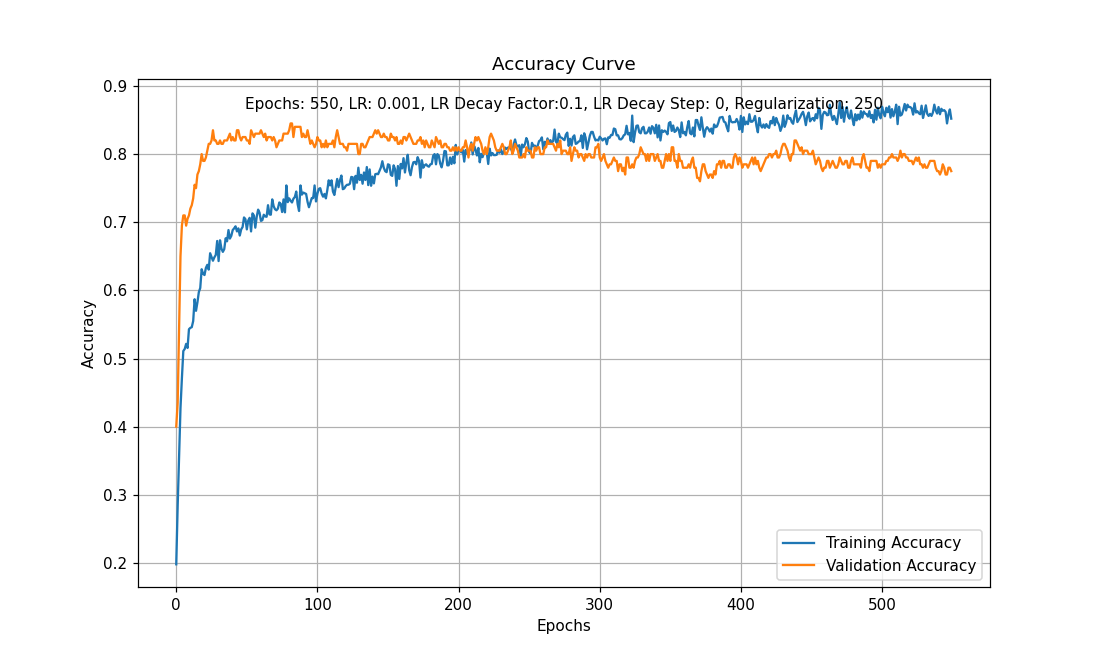 Accuracy Curve
Epochs: 550, LR: 0.001, LR Decay Factor:0.1, LR Decay Step: 0, Regularization: 250
0.9
0.8
0.7
0.6
0.5
0.4
0.3
0.2
Accuracy
Training Accuracy
Validation Accuracy
0 100 200 300 400 500
Epochs